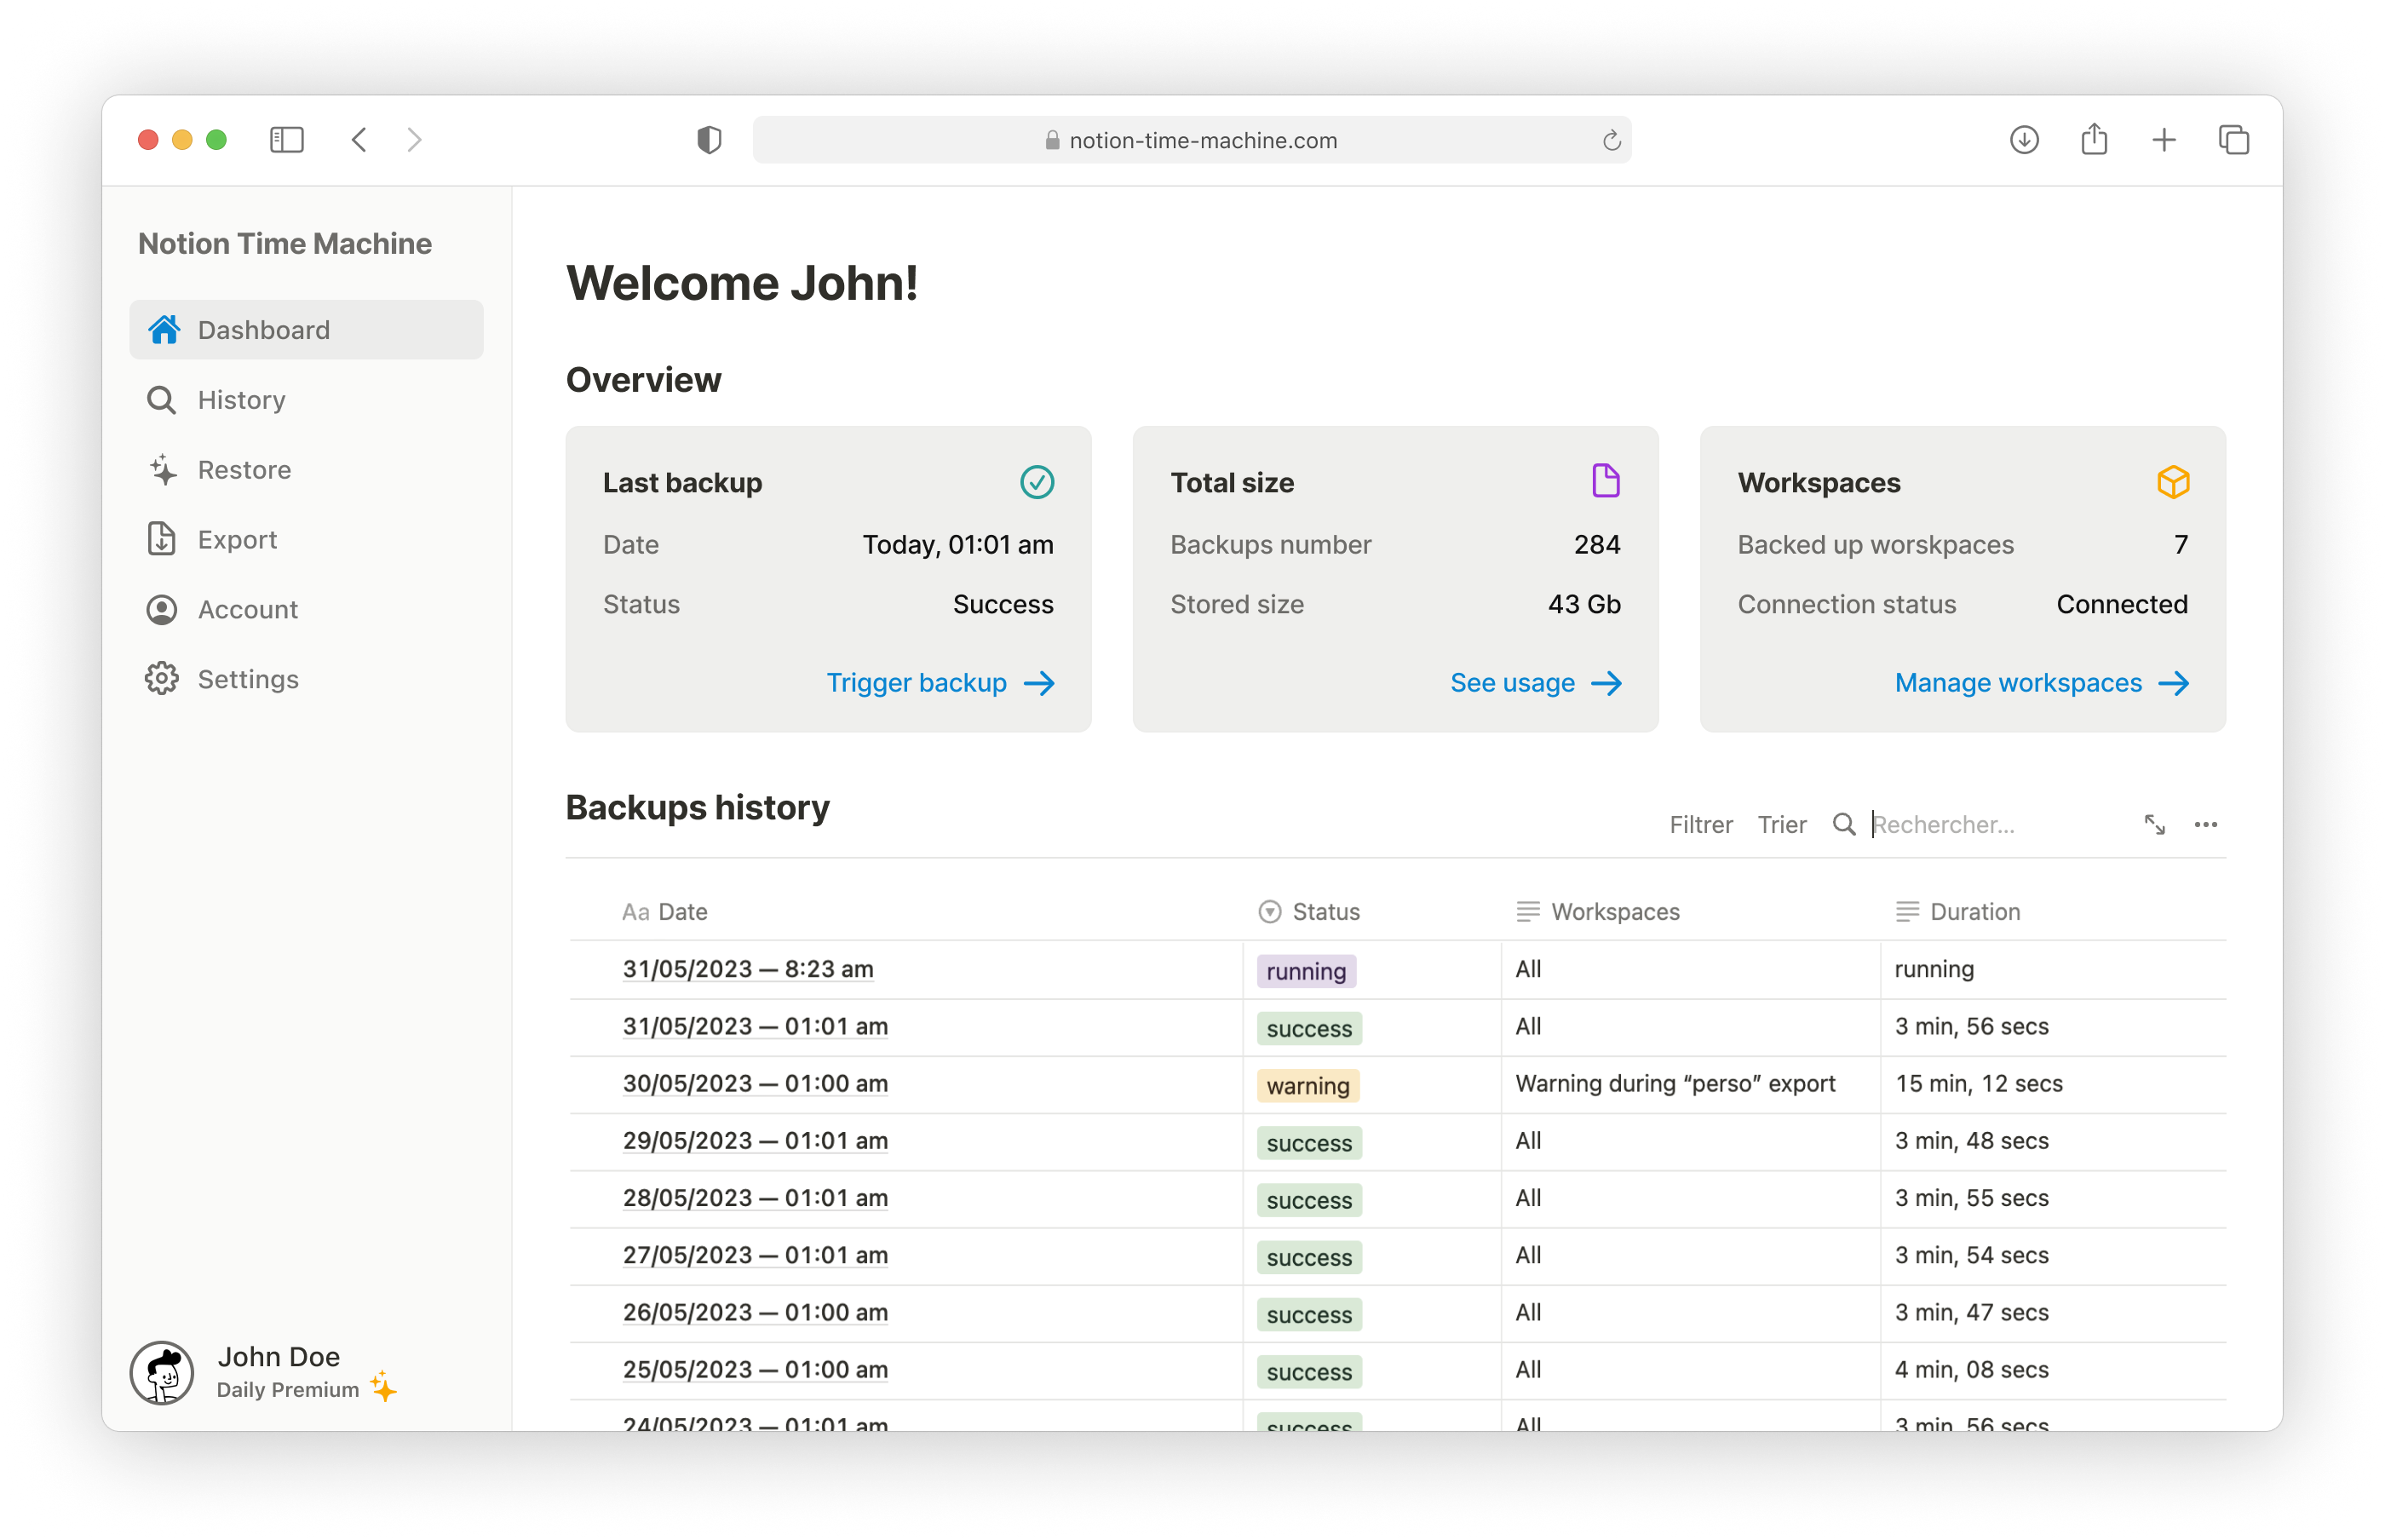 notion-time-machine.com
Notion Time Machine
Dashboard
History
Restore
Export
Account
Settings
John Doe
Daily Premium
Welcome John!
Overview
Last backup
Date Today, 01:01 am
Status Success
Trigger backup
Total size
Backups number 284
Stored size 43 Gb
See usage
Workspaces
Backed up worskpaces 7
Connection status Connected
Manage workspaces
Backups history
Filtrer Trier Rechercher...
Aa Date Status Workspaces Duration
31/05/2023 — 8:23 am running All running
31/05/2023 — 01:01 am success All 3 min, 56 secs
30/05/2023 — 01:00 am warning Warning during “perso” export 15 min, 12 secs
29/05/2023 — 01:01 am success All 3 min, 48 secs
28/05/2023 — 01:01 am success All 3 min, 55 secs
27/05/2023 — 01:01 am success All 3 min, 54 secs
26/05/2023 — 01:00 am success All 3 min, 47 secs
25/05/2023 — 01:00 am success All 4 min, 08 secs
24/05/2023 — 01:01 am success All 3 min, 56 secs